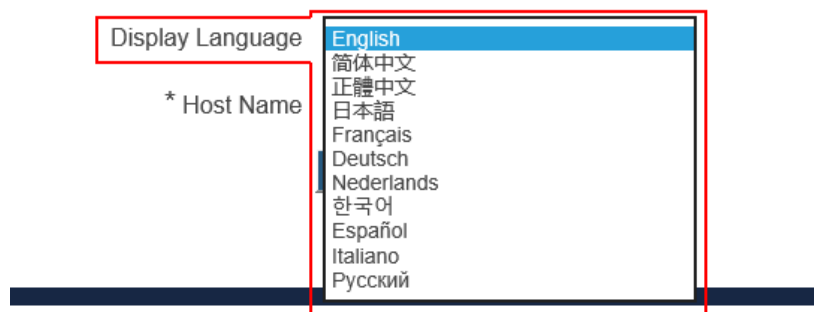 Display Language
English
简体中文
正體中文
日本語
* Host Name
Français
Deutsch
Nederlands
한국어
Español
Italiano
Русский